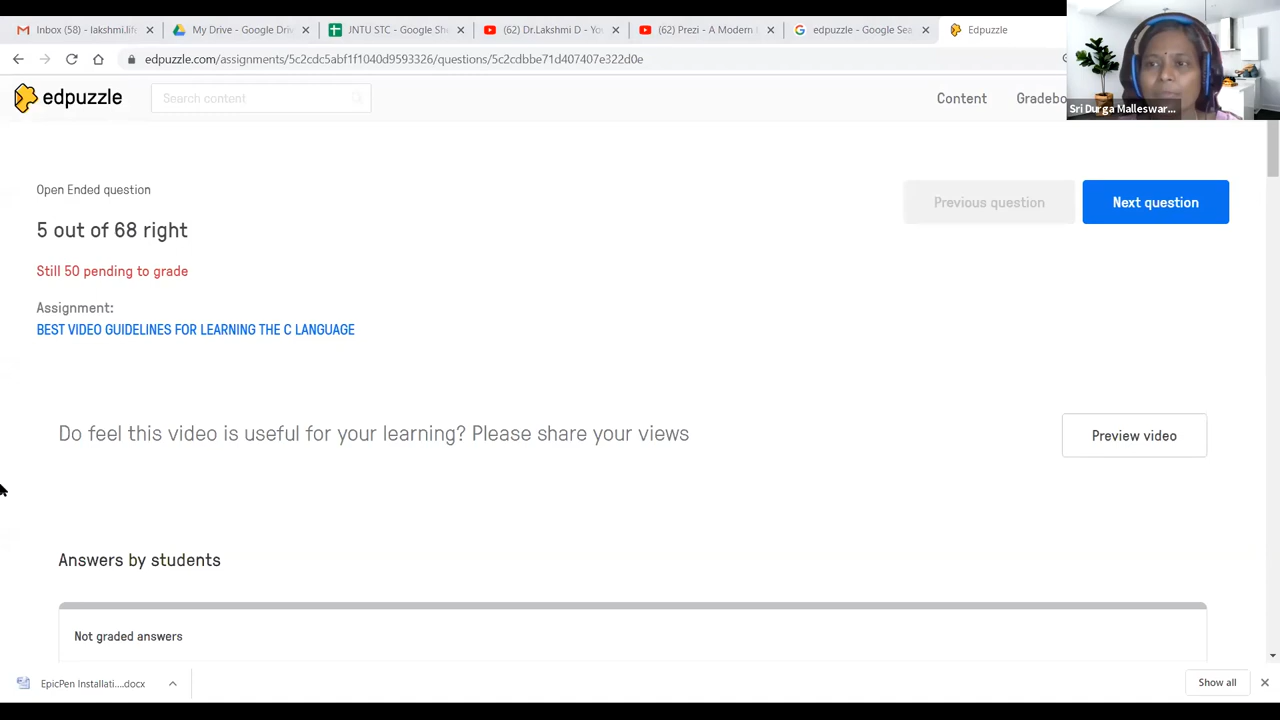 Inbox (58) - lakshmi.life
My Drive - Google Driv
JNTU STC - Google She
(62) Dr.Lakshmi D - You
(62) Prezi - A Modern
edpuzzle - Google Sea
Edpuzzle
edpuzzle.com/assignments/5c2cdc5abf1f1040d9593326/questions/5c2cdbbe71d407407e322d0e
edpuzzle
Search content
Content
Gradebo
Sri Durga Malleswar...
Open Ended question
Previous question
Next question
5 out of 68 right
Still 50 pending to grade
Assignment:
BEST VIDEO GUIDELINES FOR LEARNING THE C LANGUAGE
Do feel this video is useful for your learning? Please share your views
Preview video
Answers by students
Not graded answers
EpicPen Installati....docx
Show all